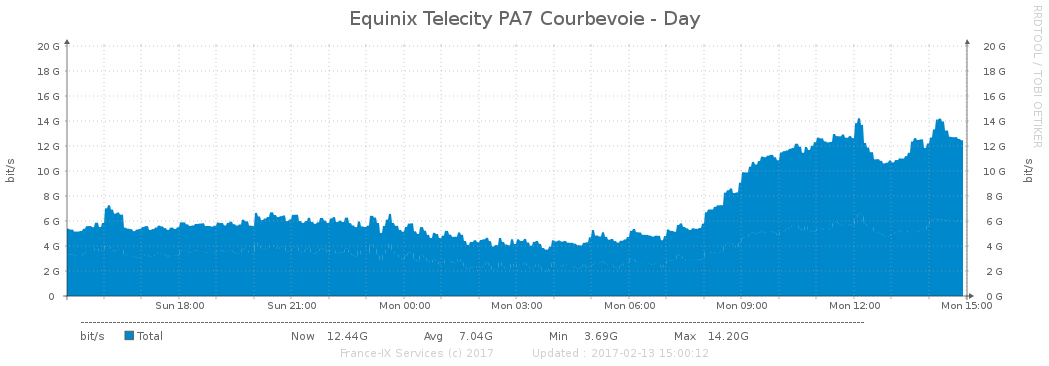 Equinix Telecity PA7 Courbevoie - Day
RRDTOOL / TOBI OETIKER
20 G 20 G
18 G 18 G
16 G 16 G
14 G 14 G
12 G 12 G
10 G 10 G
8 G 8 G
6 G 6 G
4 G 4 G
2 G 2 G
0 0 G
bit/s bit/s
Sun 18:00 Sun 21:00 Mon 00:00 Mon 03:00 Mon 06:00 Mon 09:00 Mon 12:00 Mon 15:00
bit/s Total Now 12.44G Avg 7.04G Min 3.69G Max 14.20G
France-IX Services (c) 2017 Updated : 2017-02-13 15:00:12